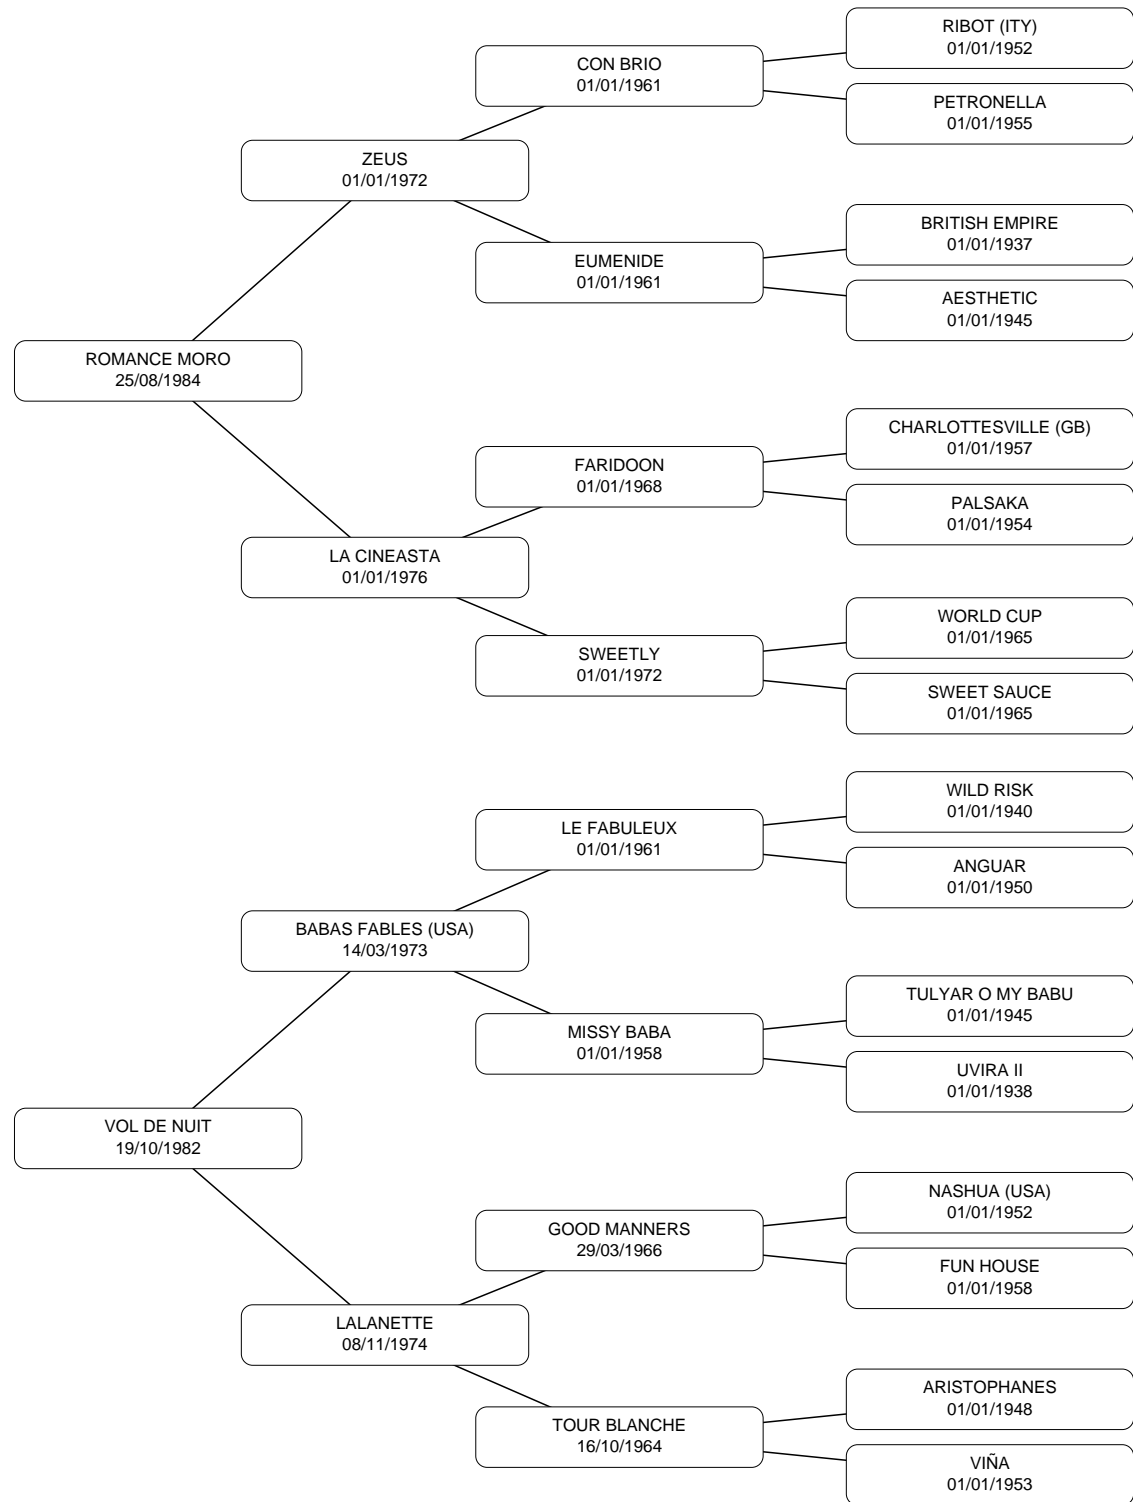 RIBOT (ITY)
01/01/1952
CON BRIO
01/01/1961
PETRONELLA
01/01/1955
ZEUS
01/01/1972
BRITISH EMPIRE
01/01/1937
EUMENIDE
01/01/1961
AESTHETIC
01/01/1945
ROMANCE MORO
25/08/1984
CHARLOTTESVILLE (GB)
01/01/1957
FARIDOON
01/01/1968
PALSAKA
01/01/1954
LA CINEASTA
01/01/1976
WORLD CUP
01/01/1965
SWEETLY
01/01/1972
SWEET SAUCE
01/01/1965
WILD RISK
01/01/1940
LE FABULEUX
01/01/1961
ANGUAR
01/01/1950
BABAS FABLES (USA)
14/03/1973
TULYAR O MY BABU
01/01/1945
MISSY BABA
01/01/1958
UVIRA II
01/01/1938
VOL DE NUIT
19/10/1982
NASHUA (USA)
01/01/1952
GOOD MANNERS
29/03/1966
FUN HOUSE
01/01/1958
LALANETTE
08/11/1974
ARISTOPHANES
01/01/1948
TOUR BLANCHE
16/10/1964
VIÑA
01/01/1953